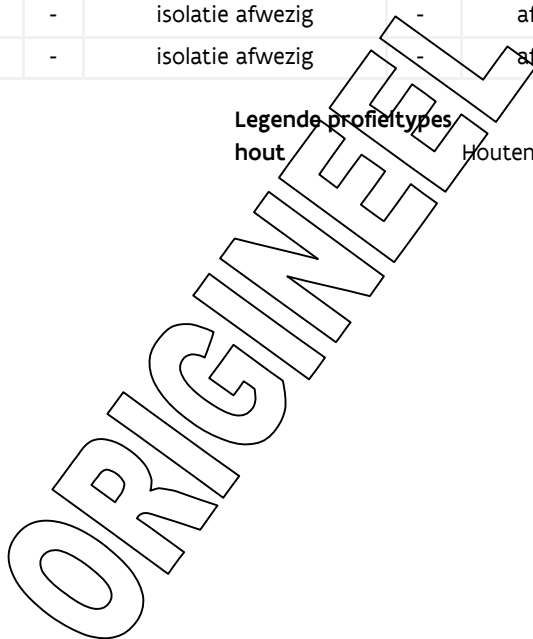 - isolatie afwezig -
- isolatie afwezig -
Legende profieltypes
hout Houten
ORIGINEEL